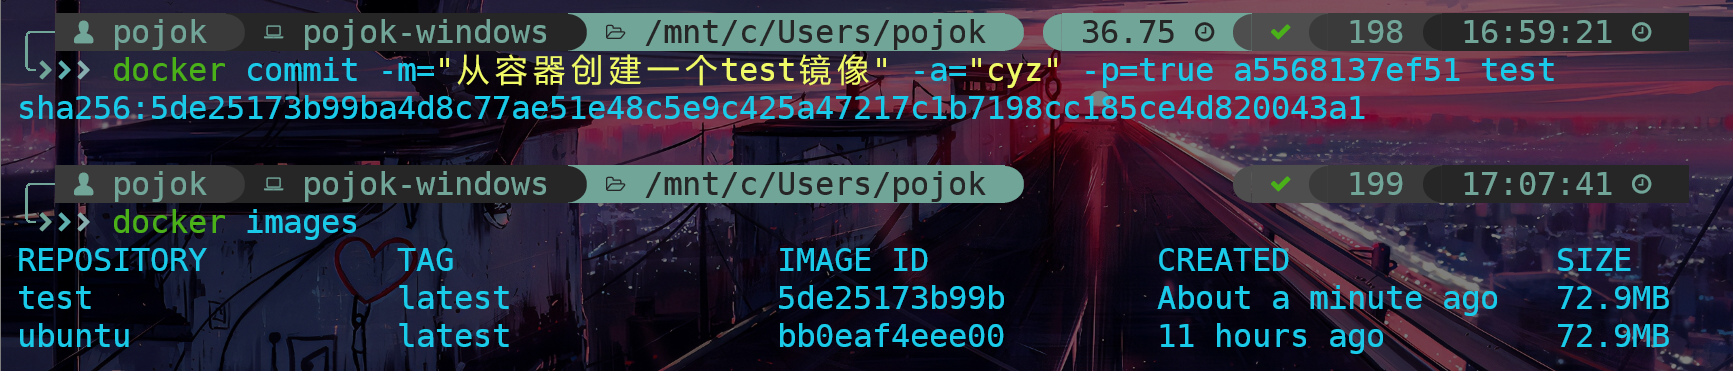 pojok pojok-windows /mnt/c/Users/pojok 36.75 198 16:59:21
>>> docker commit -m="从容器创建一个test镜像" -a="cyz" -p=true a5568137ef51 test
sha256:5de25173b99ba4d8c77ae51e48c5e9c425a47217c1b7198cc185ce4d820043a1
pojok pojok-windows /mnt/c/Users/pojok 199 17:07:41
>>> docker images
REPOSITORY TAG IMAGE ID CREATED SIZE
test latest 5de25173b99b About a minute ago 72.9MB
ubuntu latest bb0eaf4eee00 11 hours ago 72.9MB